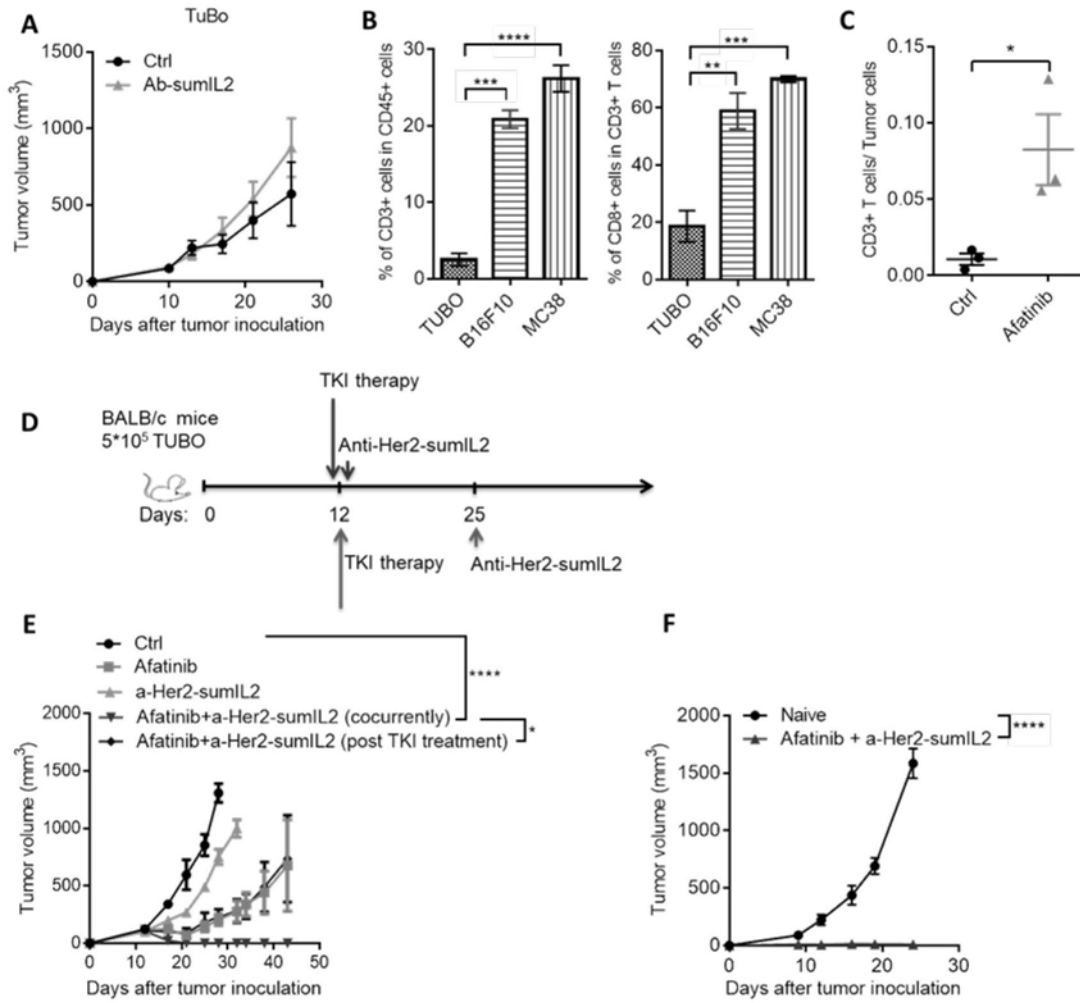 A
TuBo
Ctrl
Ab-sumIL2
Tumor volume (mm³)
1500
1000
500
0
0 10 20 30
Days after tumor inoculation
B
% of CD3+ cells in CD45+ cells
30
20
10
0
****
***
TUBO
B16F10
MC38
% of CD8+ cells in CD3+ T cells
80
60
40
20
0
***
**
TUBO
B16F10
MC38
C
CD3+ T cells/ Tumor cells
0.15
0.10
0.05
0.00
*
Ctrl
Afatinib
D
BALB/c mice
5*10⁵ TUBO
TKI therapy
Anti-Her2-sumIL2
Days: 0 12 25
TKI therapy
Anti-Her2-sumIL2
E
Ctrl
Afatinib
a-Her2-sumIL2
Afatinib+a-Her2-sumIL2 (cocurrently)
Afatinib+a-Her2-sumIL2 (post TKI treatment)
****
*
Tumor volume (mm³)
2000
1500
1000
500
0
0 10 20 30 40 50
Days after tumor inoculation
F
Naive
Afatinib + a-Her2-sumIL2
****
Tumor volume (mm³)
2000
1500
1000
500
0
0 10 20 30
Days after tumor inoculation